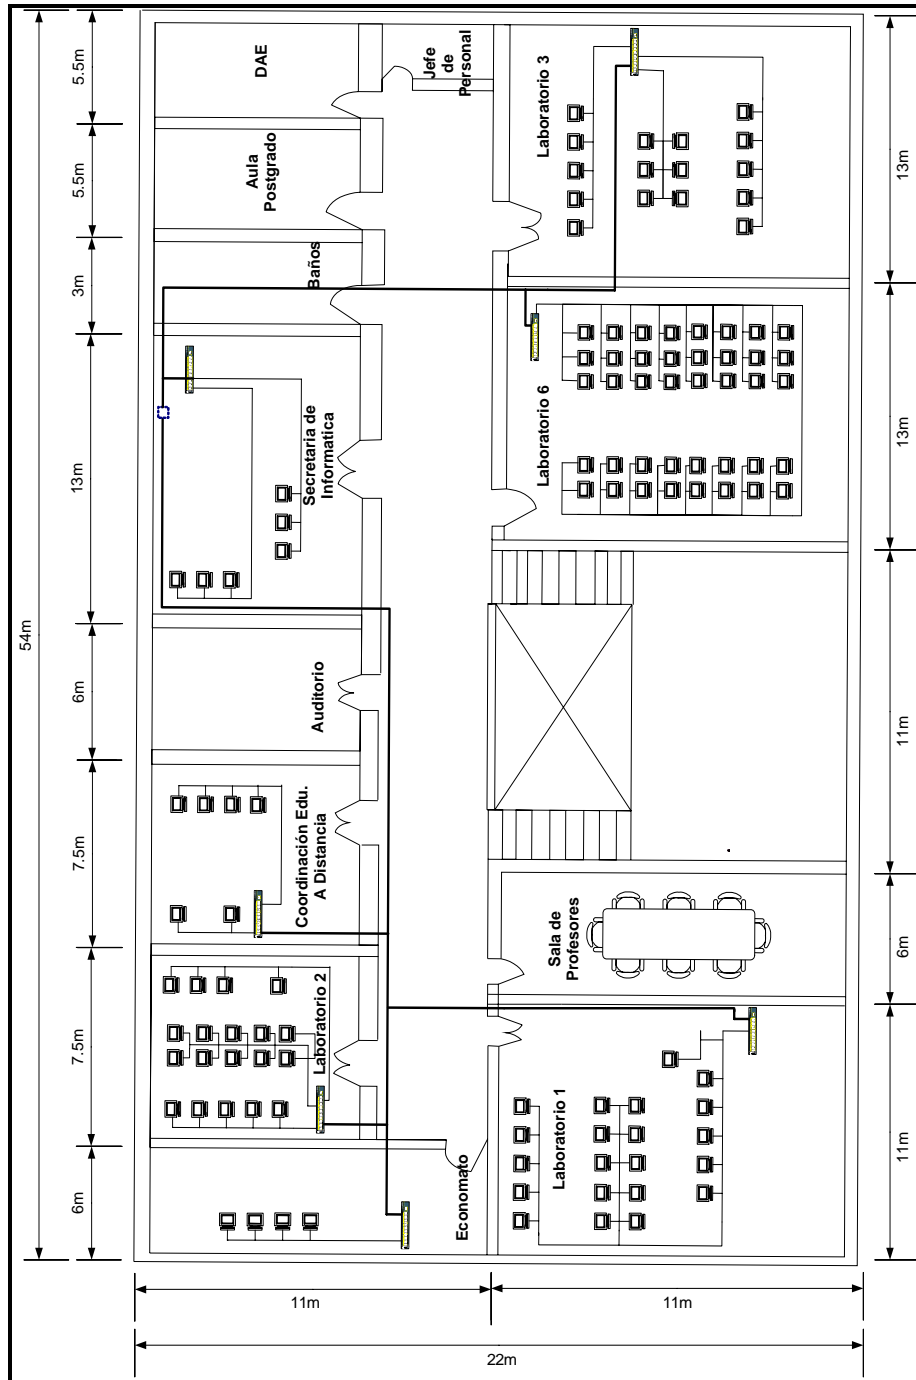 DAE
Jefe
de
Personal
Laboratorio 3
Aula
Postgrado
Baños
Secretaria de
Informatica
Laboratorio 6
Auditorio
Coordinación Edu.
A Distancia
Sala de
Profesores
Laboratorio 2
Laboratorio 1
Economato
54m
5.5m
5.5m
3m
13m
6m
7.5m
7.5m
6m
13m
13m
11m
6m
11m
11m
11m
22m